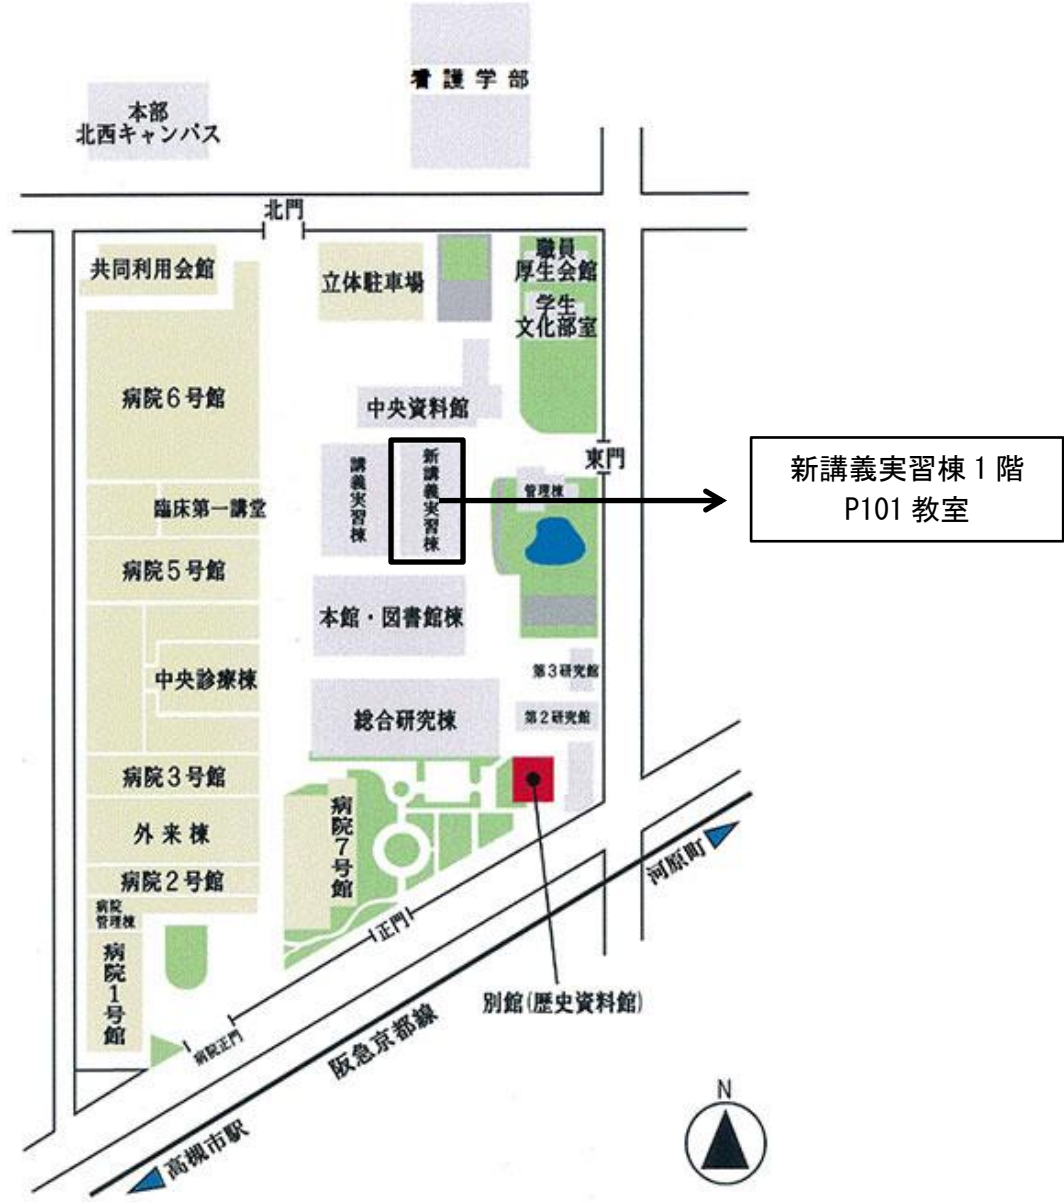 看護学部
本部
北西キャンパス
北門
共同利用会館
立体駐車場
職員
厚生会館
学生
文化部室
病院6号館
中央資料館
東門
講義実習棟
新講義実習棟
管理棟
新講義実習棟1階
P101教室
臨床第一講堂
病院5号館
本館・図書館棟
中央診療棟
第3研究館
総合研究棟
第2研究館
病院3号館
病院7号館
外来棟
病院2号館
河原町
病院
管理棟
正門
病院1号館
別館(歴史資料館)
病院正門
阪急京都線
高槻市駅
N